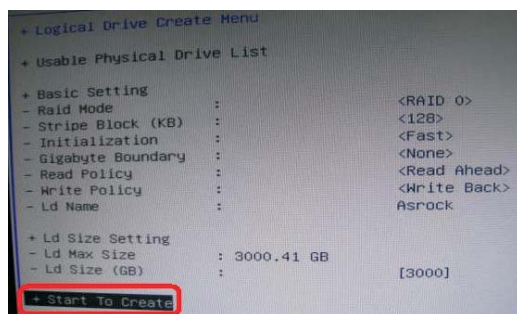 + Logical Drive Create Menu
+ Usable Physical Drive List
+ Basic Setting
- Raid Mode : <RAID 0>
- Stripe Block (KB) : <128>
- Initialization : <Fast>
- Gigabyte Boundary : <None>
- Read Policy : <Read Ahead>
- Write Policy : <Write Back>
- Ld Name : Asrock
+ Ld Size Setting
- Ld Max Size : 3000.41 GB
- Ld Size (GB) : [3000]
+ Start To Create